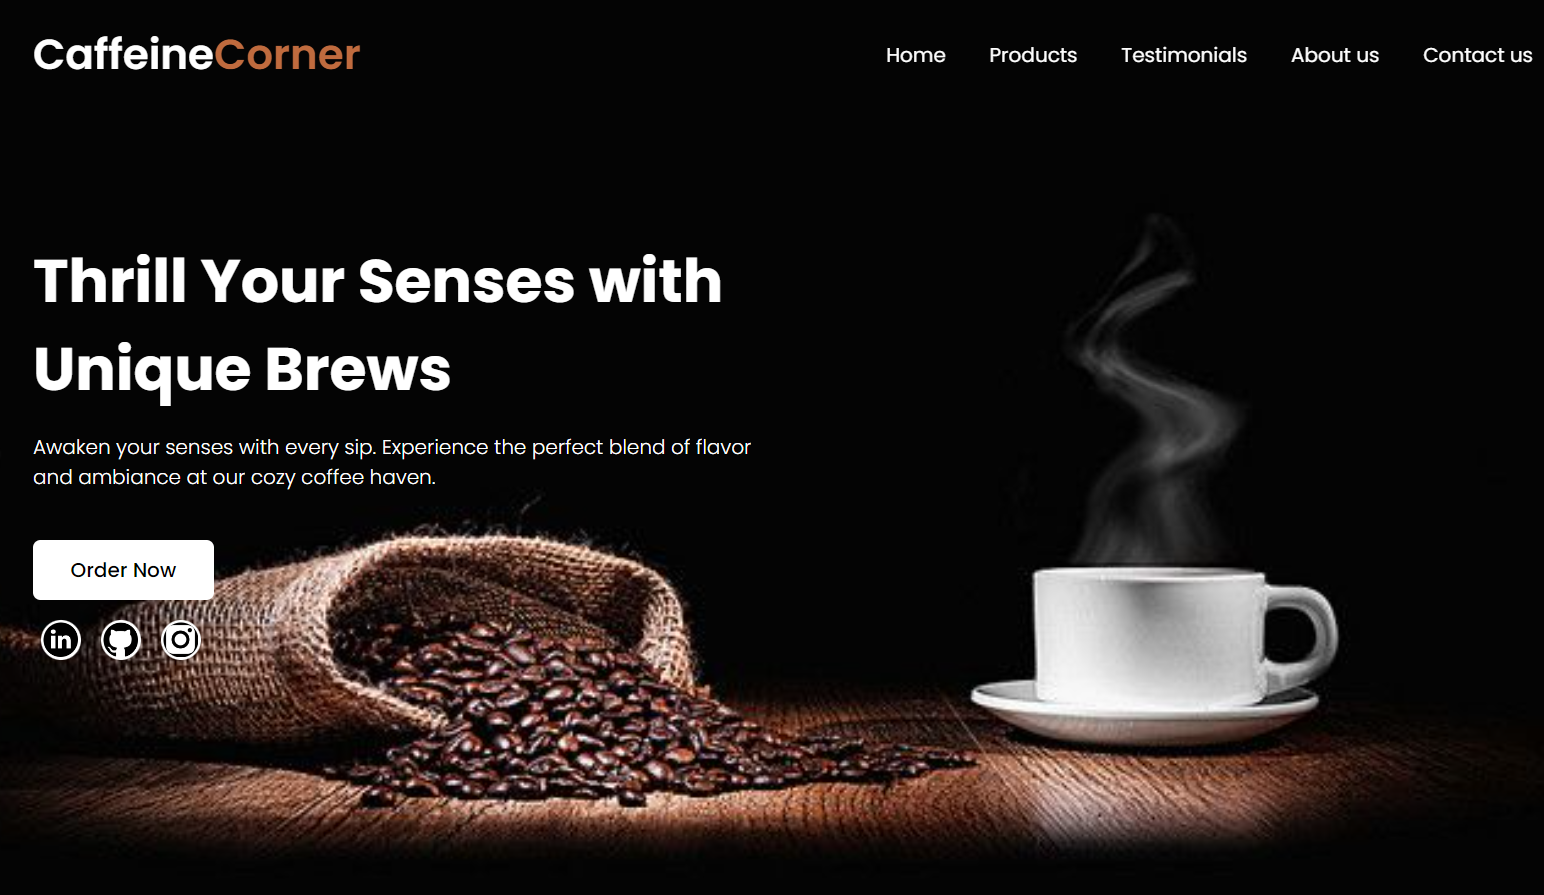 CaffeineCorner
Home Products Testimonials About us Contact us
Thrill Your Senses with
Unique Brews
Awaken your senses with every sip. Experience the perfect blend of flavor
and ambiance at our cozy coffee haven.
Order Now
in